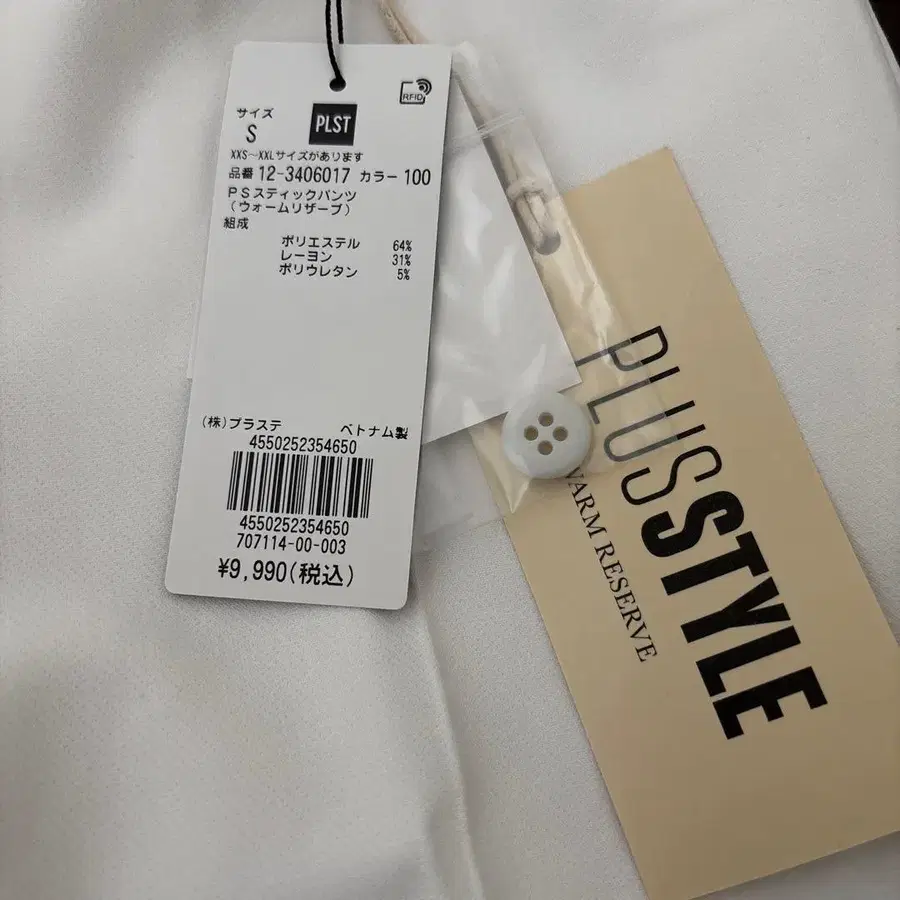 RFID
サイズ
S
PLST
XXS～XXLサイズがあります
品番 12-3406017 カラー 100
PSスティックパンツ
(ウォームリザーブ)
組成
ポリエステル 64%
レーヨン 31%
ポリウレタン 5%
(株)プラステ ベトナム製
4550252354650
4550252354650
707114-00-003
¥9,990(税込)
PLUSSTYLE
WARM RESERVE